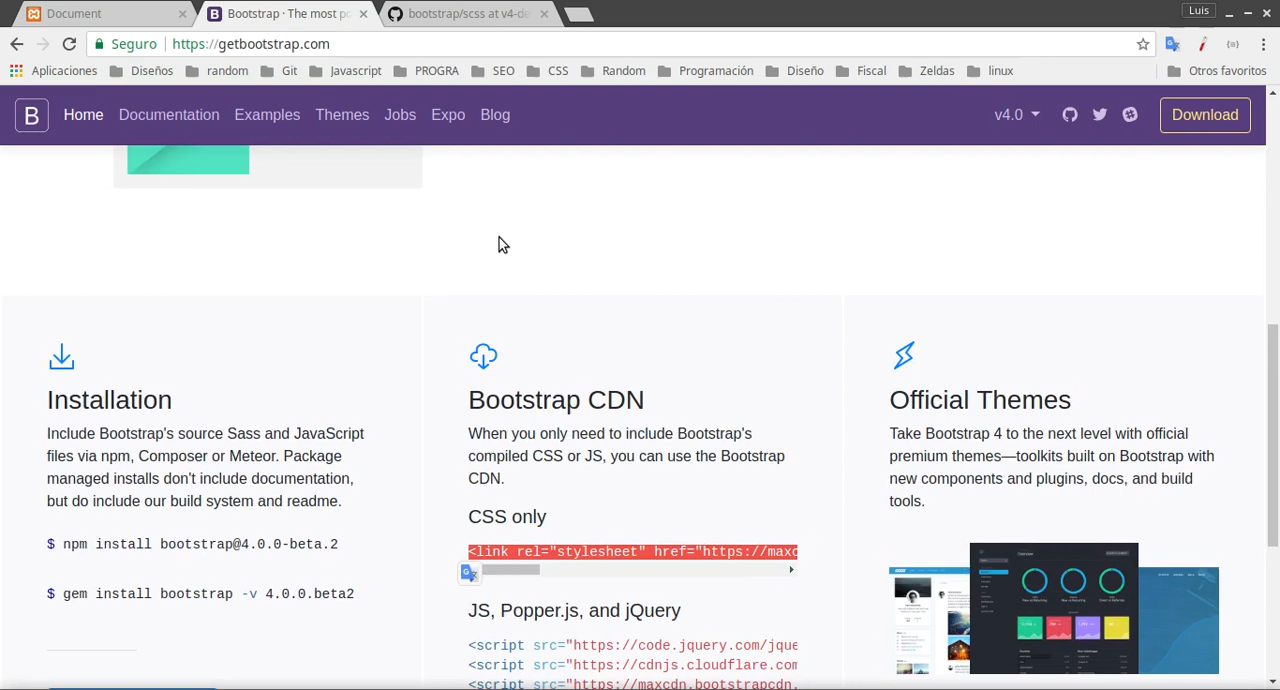 Document
Bootstrap · The most po
bootstrap/scss at v4-de
Luis
Seguro
https://getbootstrap.com
Aplicaciones
Diseños
random
Git
Javascript
PROGRA
SEO
CSS
Random
Programación
Diseño
Fiscal
Zeldas
linux
Otros favoritos
B
Home
Documentation
Examples
Themes
Jobs
Expo
Blog
v4.0
Download
Installation
Include Bootstrap's source Sass and JavaScript
files via npm, Composer or Meteor. Package
managed installs don't include documentation,
but do include our build system and readme.
$ npm install bootstrap@4.0.0-beta.2
$ gem install bootstrap -v 4.0.0.beta2
Bootstrap CDN
When you only need to include Bootstrap's
compiled CSS or JS, you can use the Bootstrap
CDN.
CSS only
<link rel="stylesheet" href="https://maxc
JS, Popper.js, and jQuery
<script src="https://code.jquery.com/jque
<script src="https://cdnjs.cloudflare.com
<script src="https://maxcdn.bootstrapcdn.
Official Themes
Take Bootstrap 4 to the next level with official
premium themes—toolkits built on Bootstrap with
new components and plugins, docs, and build
tools.
Overview